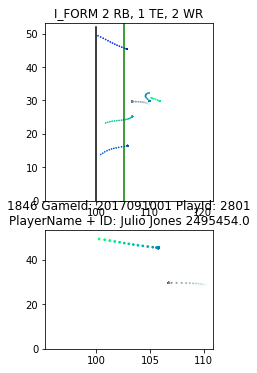 I_FORM 2 RB, 1 TE, 2 WR
50
40
30
20
10
0
100 110 120
1846 GameId: 2017091001 PlayId: 2801
PlayerName + ID: Julio Jones 2495454.0
40
20
0
100 105 110